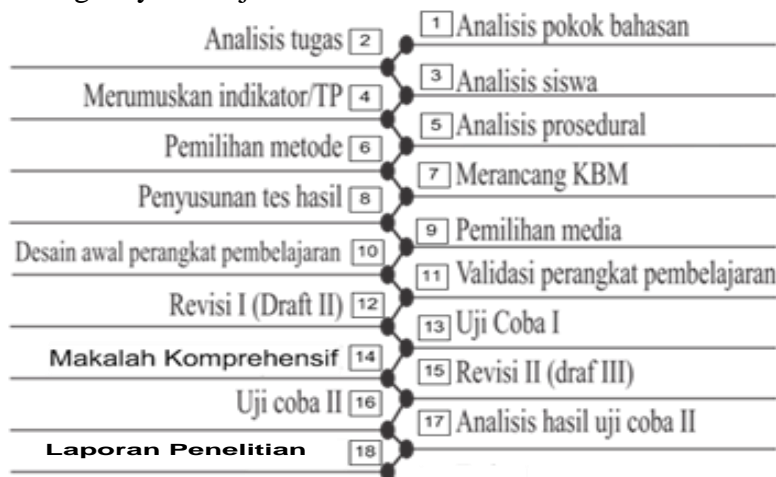 1 Analisis pokok bahasan
Analisis tugas 2
3 Analisis siswa
Merumuskan indikator/TP 4
5 Analisis prosedural
Pemilihan metode 6
7 Merancang KBM
Penyusunan tes hasil 8
9 Pemilihan media
Desain awal perangkat pembelajaran 10
11 Validasi perangkat pembelajaran
Revisi I (Draft II) 12
13 Uji Coba I
Makalah Komprehensif 14
15 Revisi II (draf III)
Uji coba II 16
17 Analisis hasil uji coba II
Laporan Penelitian 18